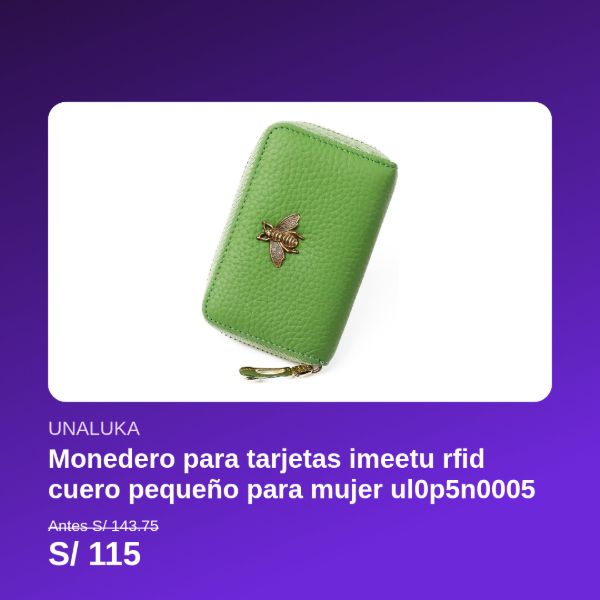 UNALUKA
Monedero para tarjetas imeetu rfid
cuero pequeño para mujer ul0p5n0005
Antes S/ 143.75
S/ 115